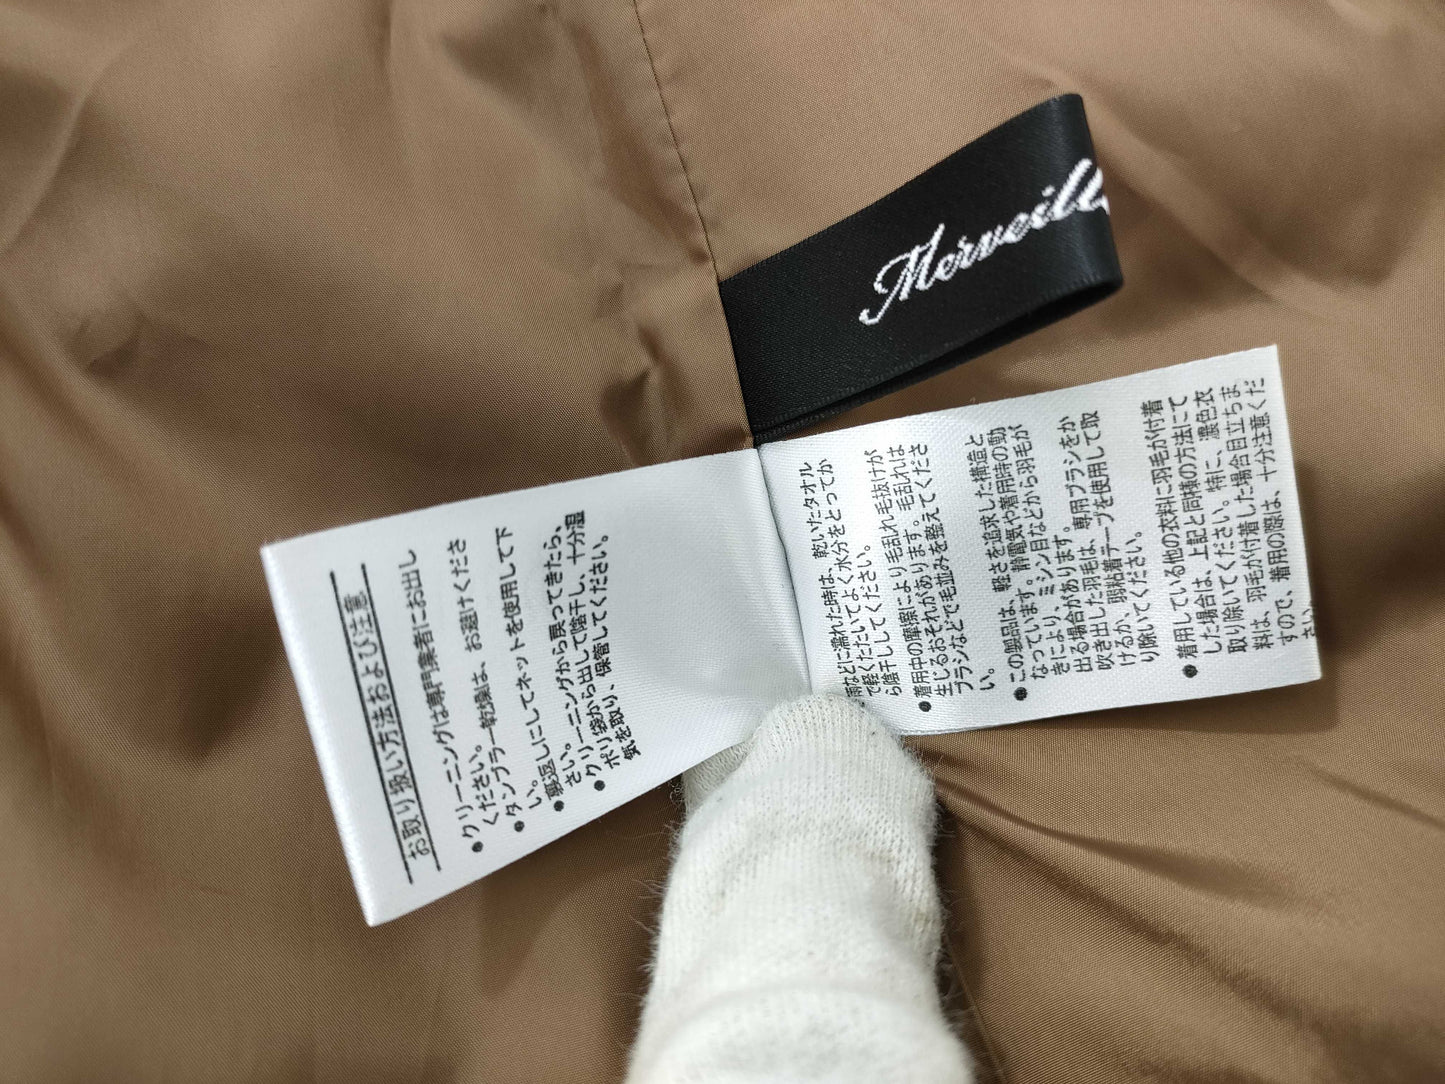 Merveill
お取り扱い方法および注意
●クリーニングは専門業者にお出し
ください。
●タンブラー乾燥は、お避けくださ
い。
●裏返しにしてネットを使用して下
さい。
●クリーニングから戻ってきたら、
ポリ袋から出して陰干し、十分湿
気を取り、保管してください。
雨などに濡れた時は、乾いたタオル
で軽くたたいてよく水分をとってか
ら陰干ししてください。
●着用中の摩擦により毛乱れ毛抜けが
生じるおそれがあります。毛乱れは
ブラシなどで毛並みを整えてくださ
い。
●この製品は、軽さを追求した構造と
なっています。静電気や着用時の動
きにより、ミシン目などから羽毛が
出る場合があります。
吹き出した羽毛は、専用ブラシをか
けるか、弱粘着テープを使用して取
り除いてください。
●着用している他の衣料に羽毛が付着
した場合は、上記と同様の方法にて
取り除いてください。特に、濃色衣
料は、羽毛が付着した場合目立ちま
すので、着用の際は、十分注意くだ
さい。